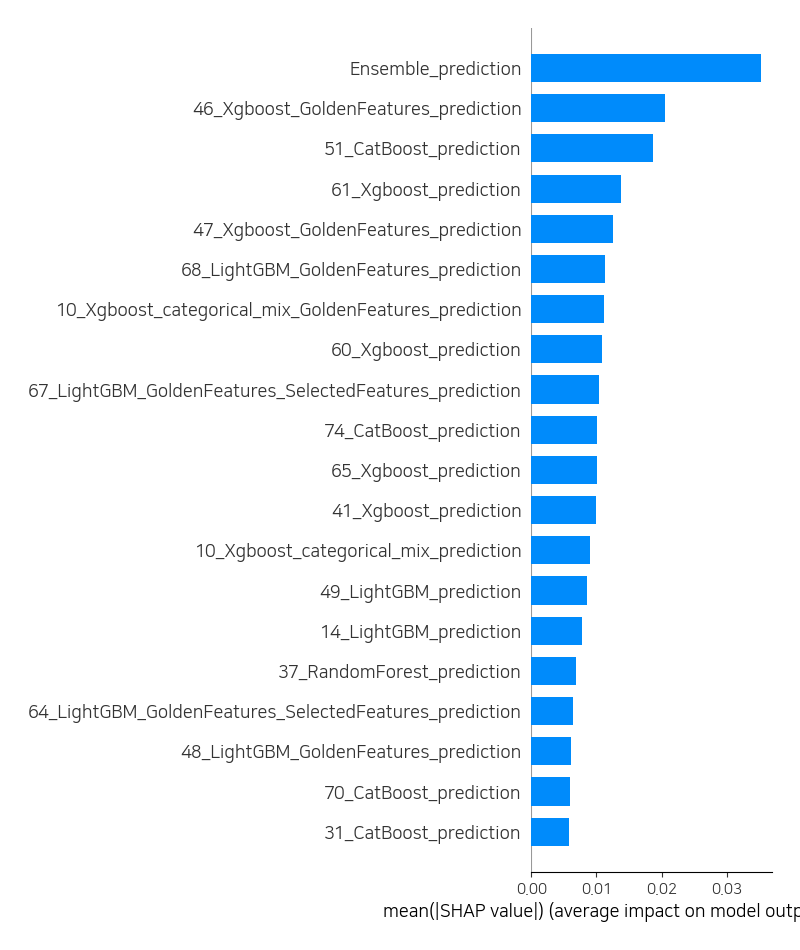 Ensemble_prediction
46_Xgboost_GoldenFeatures_prediction
51_CatBoost_prediction
61_Xgboost_prediction
47_Xgboost_GoldenFeatures_prediction
68_LightGBM_GoldenFeatures_prediction
10_Xgboost_categorical_mix_GoldenFeatures_prediction
60_Xgboost_prediction
67_LightGBM_GoldenFeatures_SelectedFeatures_prediction
74_CatBoost_prediction
65_Xgboost_prediction
41_Xgboost_prediction
10_Xgboost_categorical_mix_prediction
49_LightGBM_prediction
14_LightGBM_prediction
37_RandomForest_prediction
64_LightGBM_GoldenFeatures_SelectedFeatures_prediction
48_LightGBM_GoldenFeatures_prediction
70_CatBoost_prediction
31_CatBoost_prediction
0.00 0.01 0.02 0.03
mean(|SHAP value|) (average impact on model outp